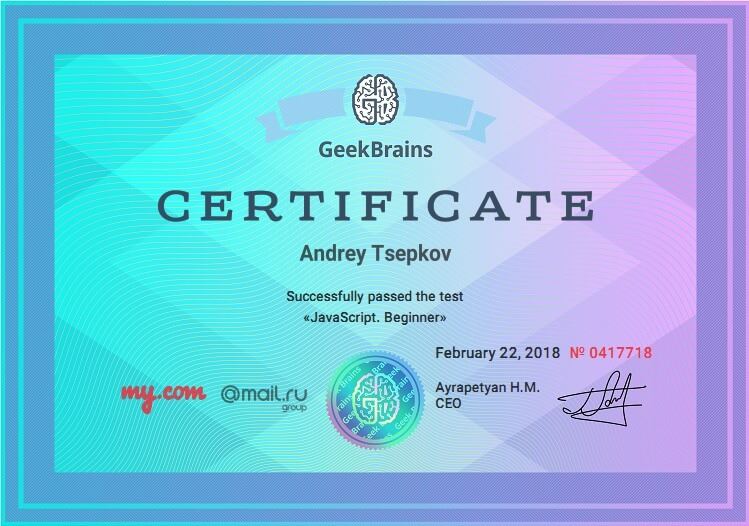 GeekBrains
CERTIFICATE
Andrey Tsepkov
Successfully passed the test
«JavaScript. Beginner»
February 22, 2018 № 0417718
my.com @mail.ru
group
Ayrapetyan H.M.
CEO